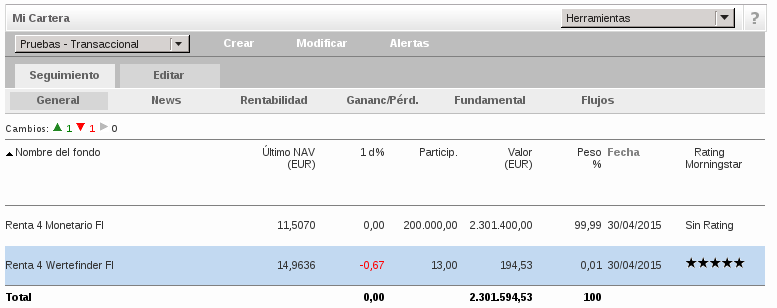 Mi Cartera Herramientas ?
Pruebas - Transaccional Crear Modificar Alertas
Seguimiento Editar
General News Rentabilidad Gananc/Pérd. Fundamental Flujos
Cambios: 1 1 0
Nombre del fondo Último NAV 1 d% Particip. Valor Peso Fecha Rating
(EUR) (EUR) % Morningstar
Renta 4 Monetario FI 11,5070 0,00 200.000,00 2.301.400,00 99,99 30/04/2015 Sin Rating
Renta 4 Wertefinder FI 14,9636 -0,67 13,00 194,53 0,01 30/04/2015 ★★★★★
Total 0,00 2.301.594,53 100